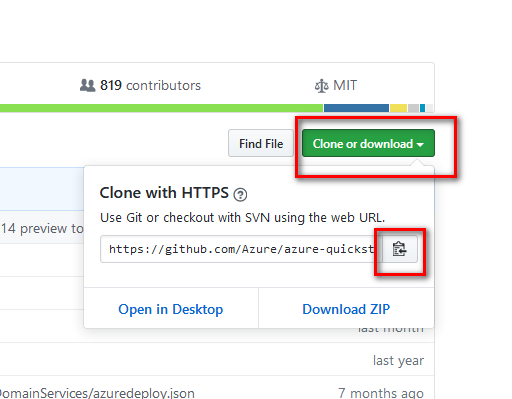 819 contributors
MIT
Find File
Clone or download
Clone with HTTPS ?
Use Git or checkout with SVN using the web URL.
14 preview to
https://github.com/Azure/azure-quickst
Open in Desktop
Download ZIP
last month
last year
DomainServices/azuredeploy.json
7 months ago